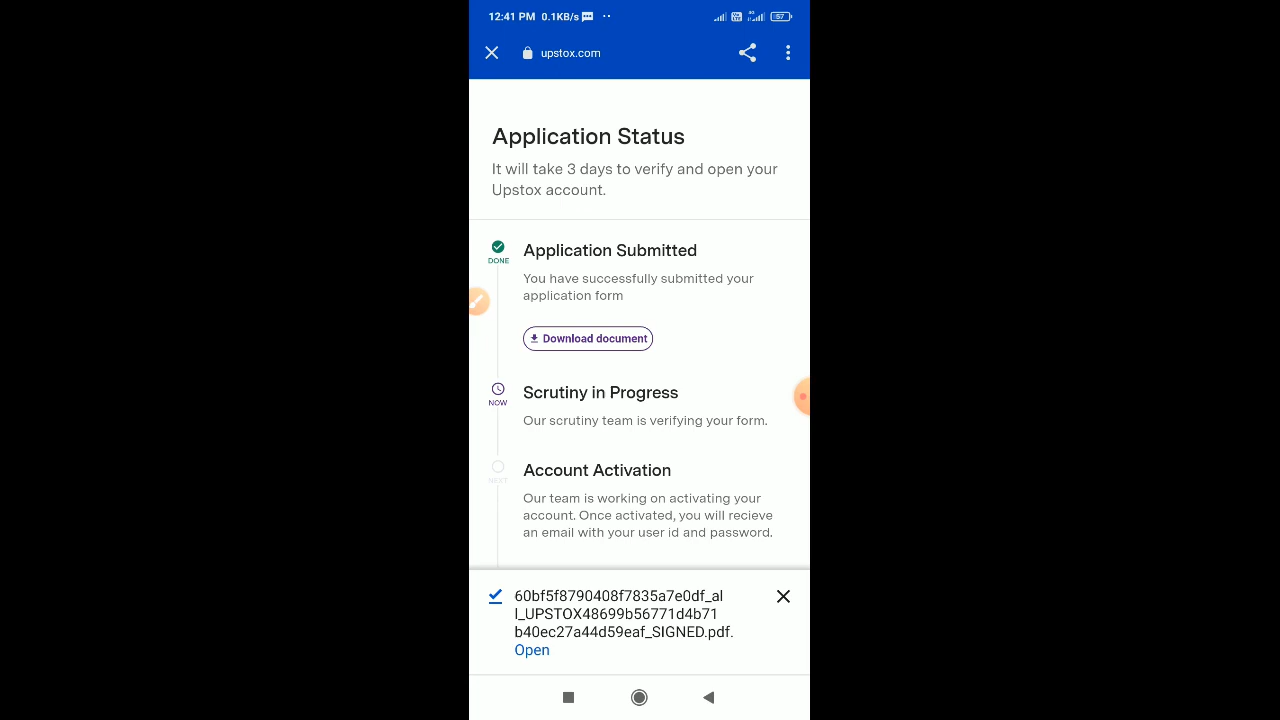 12:41 PM 0.1KB/s
4G
57
upstox.com
Application Status
It will take 3 days to verify and open your
Upstox account.
DONE
Application Submitted
You have successfully submitted your
application form
Download document
NOW
Scrutiny in Progress
Our scrutiny team is verifying your form.
NEXT
Account Activation
Our team is working on activating your
account. Once activated, you will recieve
an email with your user id and password.
60bf5f8790408f7835a7e0df_al
l_UPSTOX48699b56771d4b71
b40ec27a44d59eaf_SIGNED.pdf.
Open